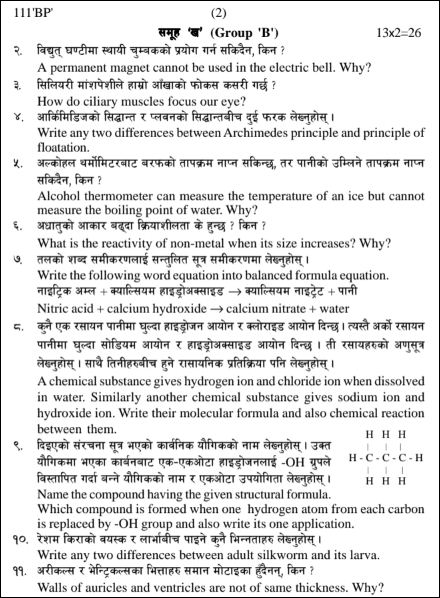 111'BP'
(2)
समूह 'ख' (Group 'B')
13x2=26
२. विद्युत् घण्टीमा स्थायी चुम्बकको प्रयोग गर्न सकिदैन, किन ?
A permanent magnet cannot be used in the electric bell. Why?
३. सिलियरी मांशपेशीले हाम्रो आँखाको फोकस कसरी गर्छ ?
How do ciliary muscles focus our eye?
४. आर्किमिडिजको सिद्धान्त र प्लवनको सिद्धान्तबीच दुई फरक लेख्नुहोस् ।
Write any two differences between Archimedes principle and principle of
floatation.
५. अल्कोहल थर्मोमिटरबाट बरफको तापक्रम नाप्न सकिन्छ, तर पानीको उम्लिने तापक्रम नाप्न
सकिदैन, किन ?
Alcohol thermometer can measure the temperature of an ice but cannot
measure the boiling point of water. Why?
६. अधातुको आकार बढ्दा क्रियाशीलता के हुन्छ ? किन ?
What is the reactivity of non-metal when its size increases? Why?
७. तलको शब्द समीकरणलाई सन्तुलित सूत्र समीकरणमा लेख्नुहोस् ।
Write the following word equation into balanced formula equation.
नाइट्रिक अम्ल + क्याल्सियम हाइड्रोअक्साइड → क्याल्सियम नाइट्रेट + पानी
Nitric acid + calcium hydroxide → calcium nitrate + water
८. कुनै एक रसायन पानीमा घुल्दा हाइड्रोजन आयोन र क्लोराइड आयोन दिन्छ । त्यस्तै अर्को रसायन
पानीमा घुल्दा सोडियम आयोन र हाइड्रोअक्साइड आयोन दिन्छ । ती रसायहरुको अणुसूत्र
लेख्नुहोस् । साथै तिनीहरुबीच हुने रासायनिक प्रतिक्रिया पनि लेख्नुहोस् ।
A chemical substance gives hydrogen ion and chloride ion when dissolved
in water. Similarly another chemical substance gives sodium ion and
hydroxide ion. Write their molecular formula and also chemical reaction
between them.
९. दिइएको संरचना सूत्र भएको कार्वनिक यौगिकको नाम लेख्नुहोस् । उक्त
यौगिकमा भएका कार्बनबाट एक-एकओटा हाइड्रोजनलाई -OH ग्रुपले
विस्तापित गर्दा बन्ने यौगिकको नाम र एकओटा उपयोगिता लेख्नुहोस् ।
H H H
| | |
H - C - C - C - H
| | |
H H H
Name the compound having the given structural formula.
Which compound is formed when one hydrogen atom from each carbon
is replaced by -OH group and also write its one application.
१०. रेशम किराको वयस्क र लार्भाबीच पाइने कुनै भिन्नताहरु लेख्नुहोस् ।
Write any two differences between adult silkworm and its larva.
११. अरीकल्स र भेन्ट्रिकल्सका भित्ताहरु समान मोटाइका हुँदैनन्, किन ?
Walls of auricles and ventricles are not of same thickness. Why?